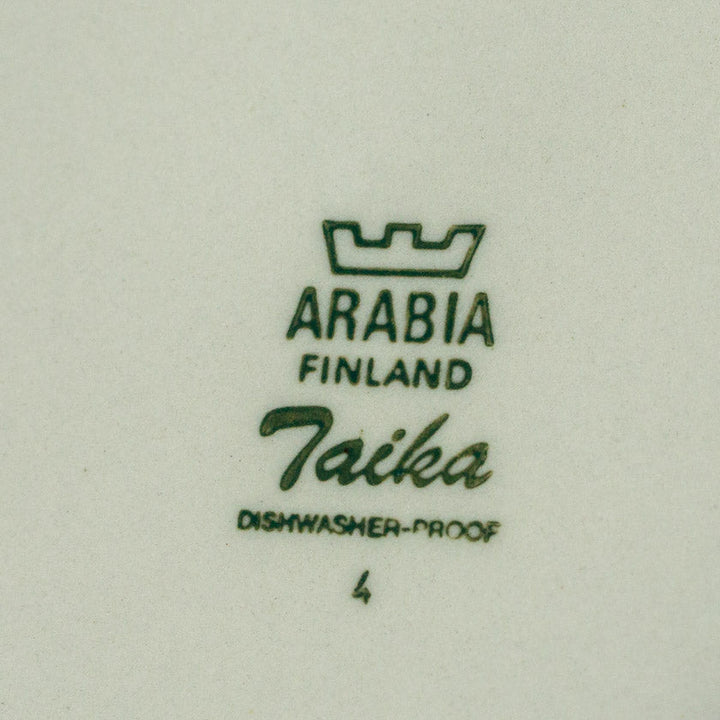 ARABIA
FINLAND
Taika
DISHWASHER-PROOF
4